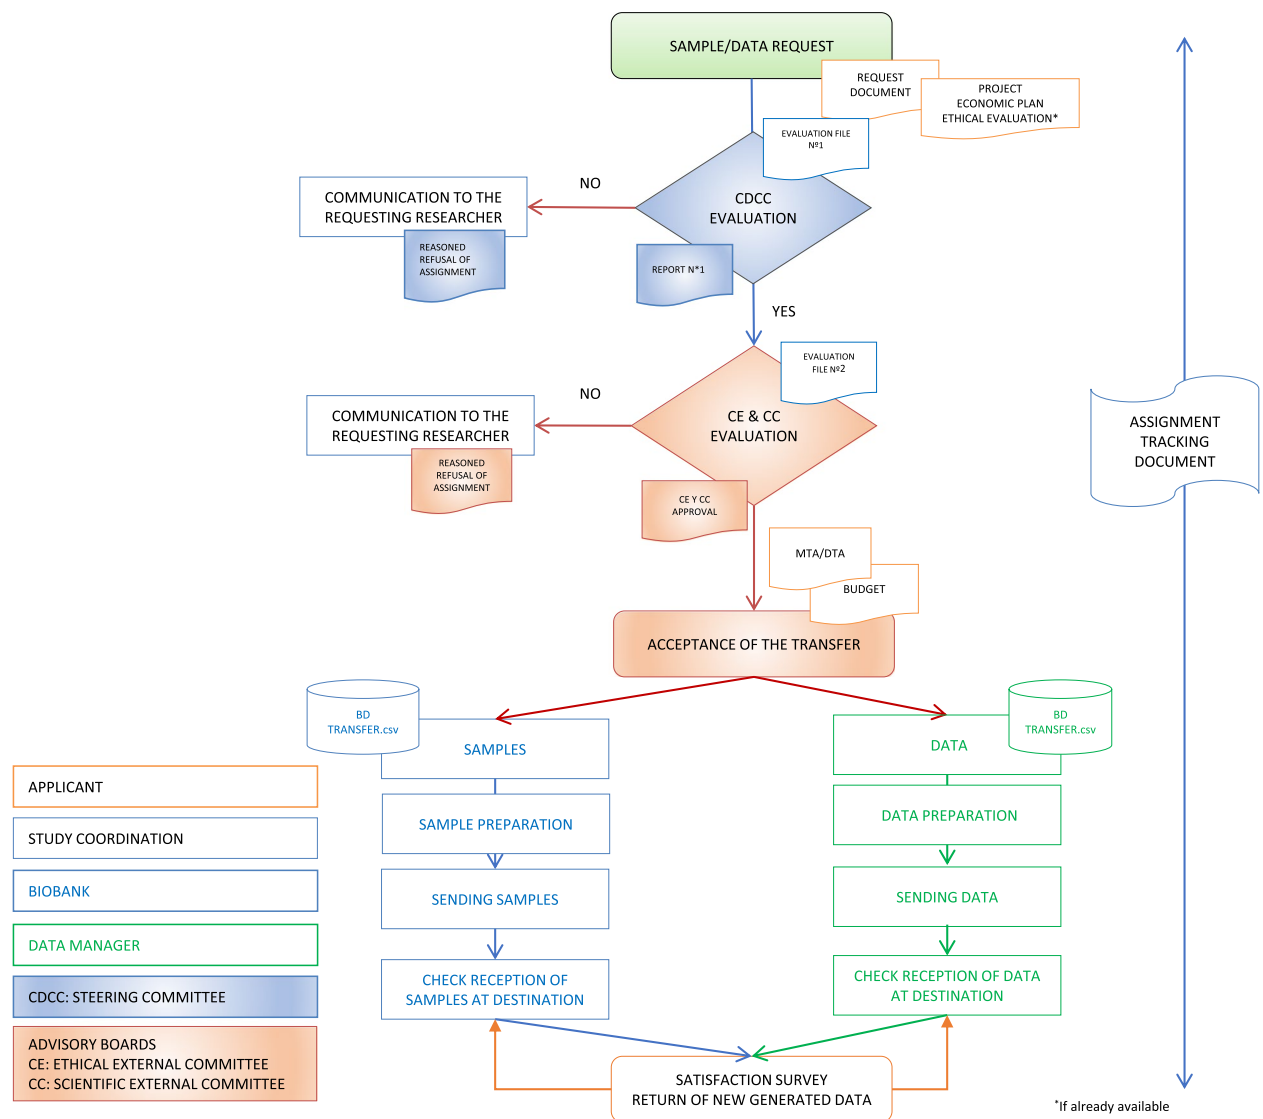 SAMPLE/DATA REQUEST
REQUEST
DOCUMENT
PROJECT
ECONOMIC PLAN
ETHICAL EVALUATION*
EVALUATION FILE
Nº1
CDCC
EVALUATION
NO
COMMUNICATION TO THE
REQUESTING RESEARCHER
REASONED
REFUSAL OF
ASSIGNMENT
REPORT N*1
YES
EVALUATION
FILE Nº2
CE & CC
EVALUATION
NO
COMMUNICATION TO THE
REQUESTING RESEARCHER
REASONED
REFUSAL OF
ASSIGNMENT
CE Y CC
APPROVAL
ASSIGNMENT
TRACKING
DOCUMENT
MTA/DTA
BUDGET
ACCEPTANCE OF THE TRANSFER
BD
TRANSFER.csv
SAMPLES
SAMPLE PREPARATION
SENDING SAMPLES
CHECK RECEPTION OF
SAMPLES AT DESTINATION
BD
TRANSFER.csv
DATA
DATA PREPARATION
SENDING DATA
CHECK RECEPTION OF DATA
AT DESTINATION
SATISFACTION SURVEY
RETURN OF NEW GENERATED DATA
APPLICANT
STUDY COORDINATION
BIOBANK
DATA MANAGER
CDCC: STEERING COMMITTEE
ADVISORY BOARDS
CE: ETHICAL EXTERNAL COMMITTEE
CC: SCIENTIFIC EXTERNAL COMMITTEE
*If already available